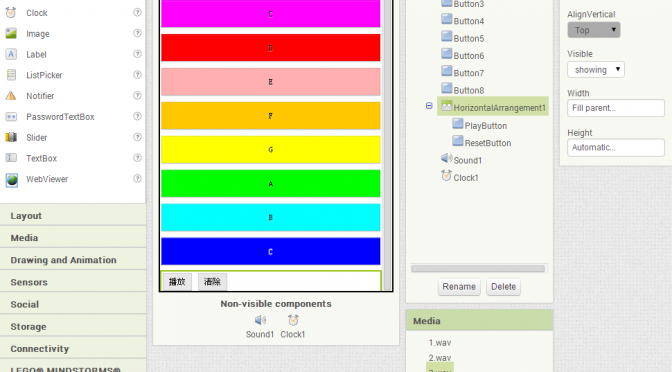 Clock
Image
Label
ListPicker
Notifier
PasswordTextBox
Slider
TextBox
WebViewer
Layout
Media
Drawing and Animation
Sensors
Social
Storage
Connectivity
LEGO® MINDSTORMS®
C
D
E
F
G
A
B
C
播放 清除
Non-visible components
Sound1 Clock1
Button3
Button4
Button5
Button6
Button7
Button8
HorizontalArrangement1
PlayButton
ResetButton
Sound1
Clock1
Rename Delete
Media
1.wav
2.wav
AlignVertical
Top
Visible
showing
Width
Fill parent...
Height
Automatic...